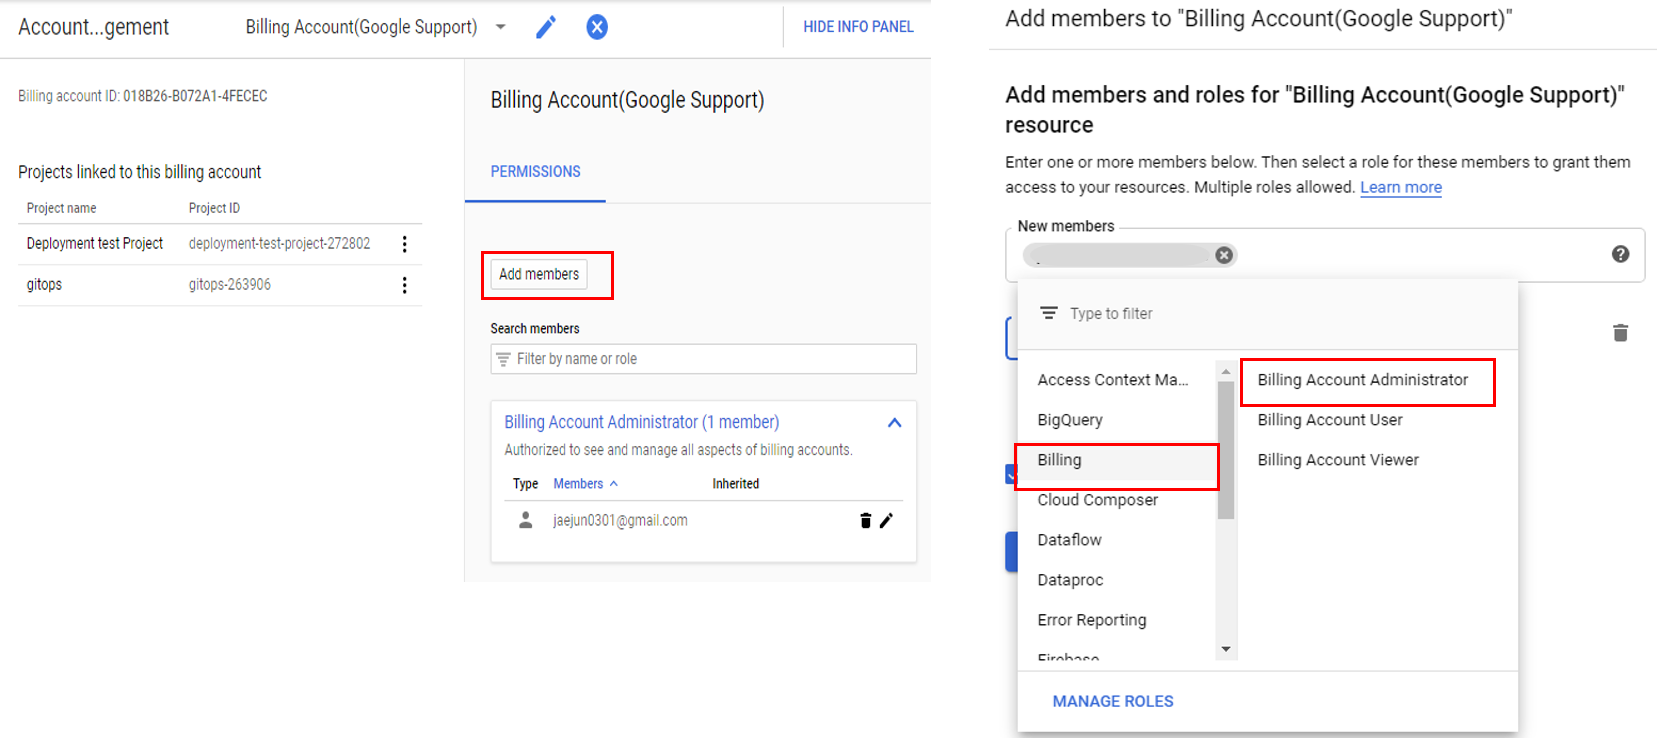 Account...gement
Billing Account(Google Support)
HIDE INFO PANEL
Billing account ID: 018B26-B072A1-4FECEC
Projects linked to this billing account
Project name Project ID
Deployment test Project deployment-test-project-272802
gitops gitops-263906
Billing Account(Google Support)
PERMISSIONS
Add members
Search members
Filter by name or role
Billing Account Administrator (1 member)
Authorized to see and manage all aspects of billing accounts.
Type Members Inherited
jaejun0301@gmail.com
Add members to "Billing Account(Google Support)"
Add members and roles for "Billing Account(Google Support)"
resource
Enter one or more members below. Then select a role for these members to grant them
access to your resources. Multiple roles allowed. Learn more
New members
Type to filter
Access Context Ma...
BigQuery
Billing
Cloud Composer
Dataflow
Dataproc
Error Reporting
Firebase
Billing Account Administrator
Billing Account User
Billing Account Viewer
MANAGE ROLES